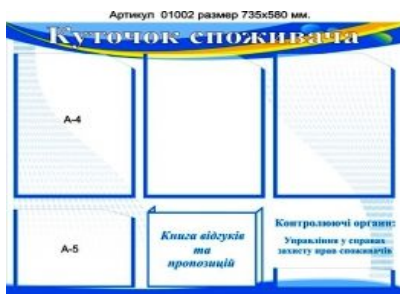 Артикул 01002 размер 735х580 мм.
Куточок споживача
А-4
А-5
Книга відгуків
та
пропозицій
Контролюючі органи:
Управління у справах
захисту прав споживачів